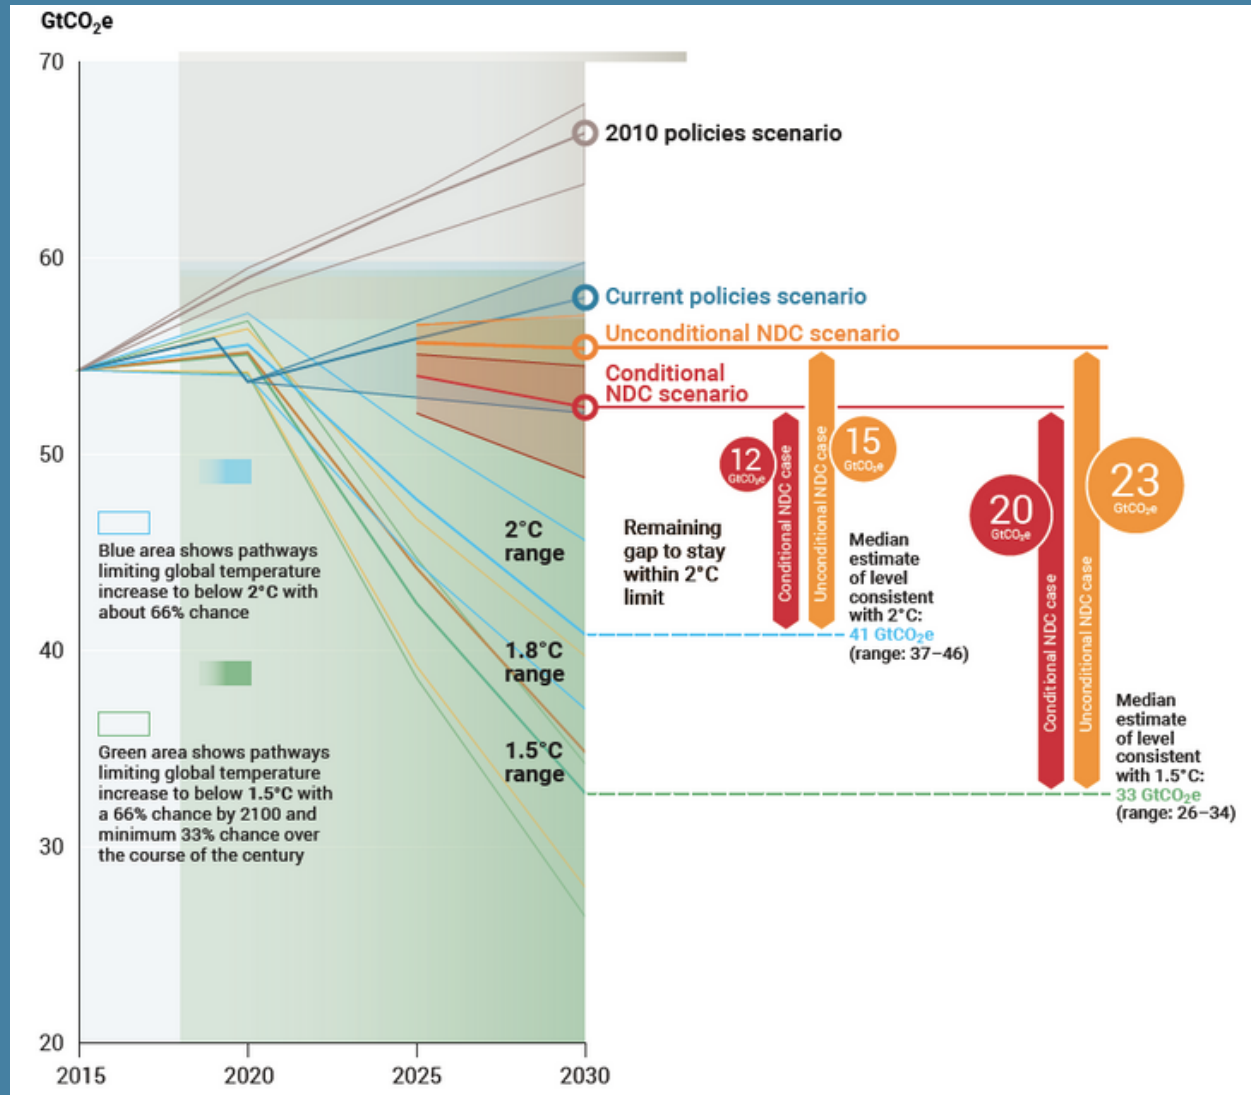 GtCO₂e
70
60
50
40
30
20
2015
2020
2025
2030
2010 policies scenario
Current policies scenario
Unconditional NDC scenario
Conditional
NDC scenario
2°C
range
1.8°C
range
1.5°C
range
Blue area shows pathways
limiting global temperature
increase to below 2°C with
about 66% chance
Green area shows pathways
limiting global temperature
increase to below 1.5°C with
a 66% chance by 2100 and
minimum 33% chance over
the course of the century
Remaining
gap to stay
within 2°C
limit
12
GtCO₂e
Conditional NDC case
Unconditional NDC case
15
GtCO₂e
Median
estimate
of level
consistent
with 2°C:
41 GtCO₂e
(range: 37–46)
20
GtCO₂e
Conditional NDC case
Unconditional NDC case
23
GtCO₂e
Median
estimate
of level
consistent
with 1.5°C:
33 GtCO₂e
(range: 26–34)